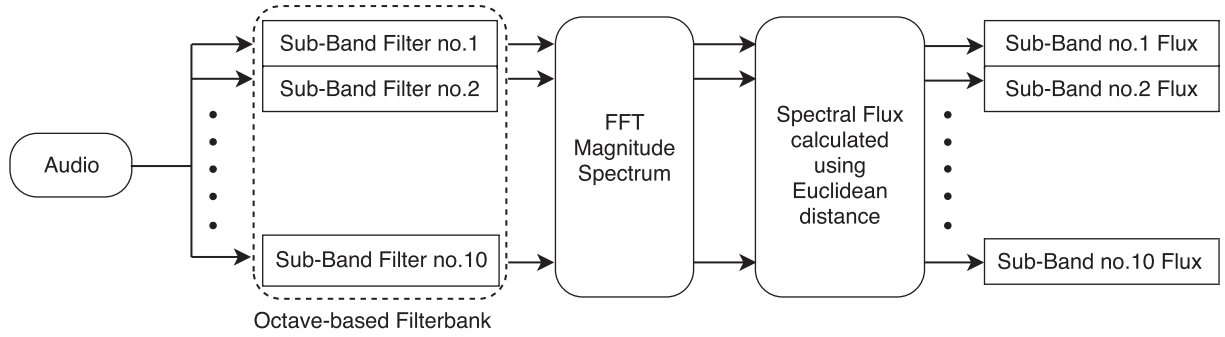 Audio
Sub-Band Filter no.1
Sub-Band Filter no.2
Sub-Band Filter no.10
Octave-based Filterbank
FFT
Magnitude
Spectrum
Spectral Flux
calculated
using
Euclidean
distance
Sub-Band no.1 Flux
Sub-Band no.2 Flux
Sub-Band no.10 Flux